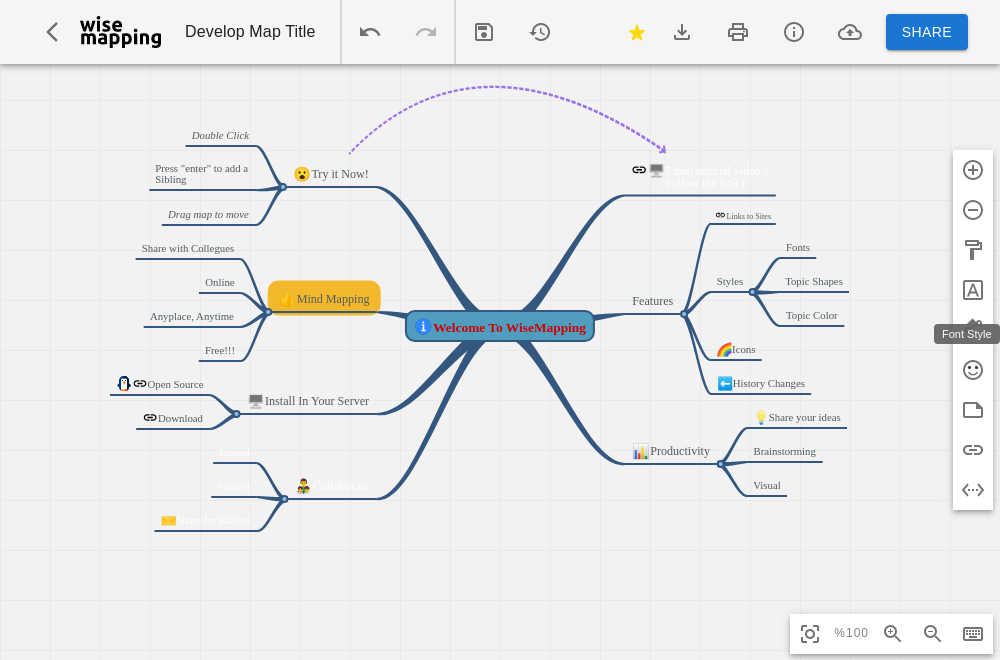 wise
mapping
Develop Map Title
SHARE
Double Click
Press "enter" to add a
Sibling
Drag map to move
Try it Now!
Share with Collegues
Online
Anyplace, Anytime
Free!!!
Mind Mapping
Open Source
Download
Install In Your Server
Embed
Publish
Share for Edition
Collaborate
Welcome To WiseMapping
5 min tutorial video ?
Follow the link !
Features
Links to Sites
Styles
Fonts
Topic Shapes
Topic Color
Icons
History Changes
Productivity
Share your ideas
Brainstorming
Visual
Font Style
%100